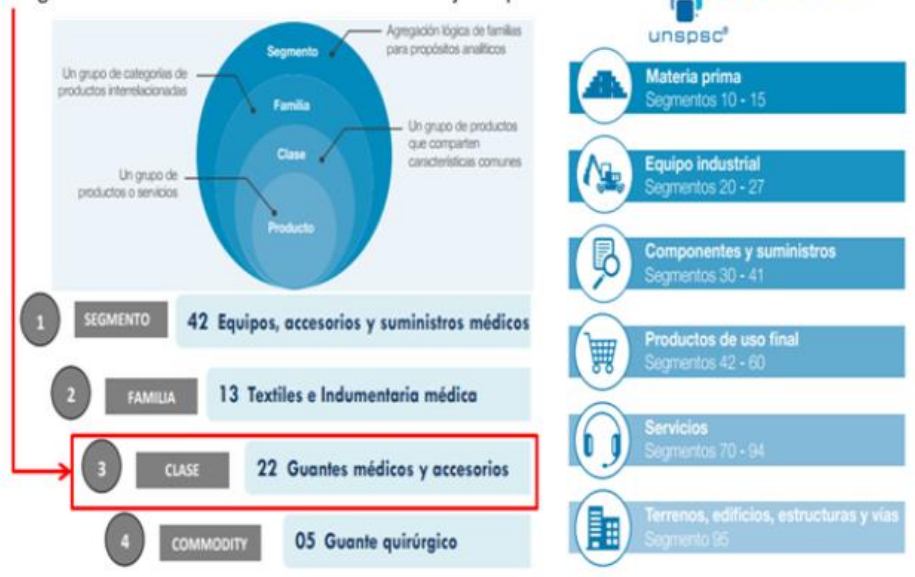 unspsc®
Segmento
Agregación lógica de familias
para propósitos analíticos
Un grupo de categorías de
productos interrelacionadas
Familia
Un grupo de productos
que comparten
características comunes
Clase
Un grupo de
productos o servicios
Producto
1 SEGMENTO 42 Equipos, accesorios y suministros médicos
2 FAMILIA 13 Textiles e Indumentaria médica
3 CLASE 22 Guantes médicos y accesorios
4 COMMODITY 05 Guante quirúrgico
Materia prima
Segmentos 10 - 15
Equipo industrial
Segmentos 20 - 27
Componentes y suministros
Segmentos 30 - 41
Productos de uso final
Segmentos 42 - 60
Servicios
Segmentos 70 - 94
Terrenos, edificios, estructuras y vías
Segmento 95